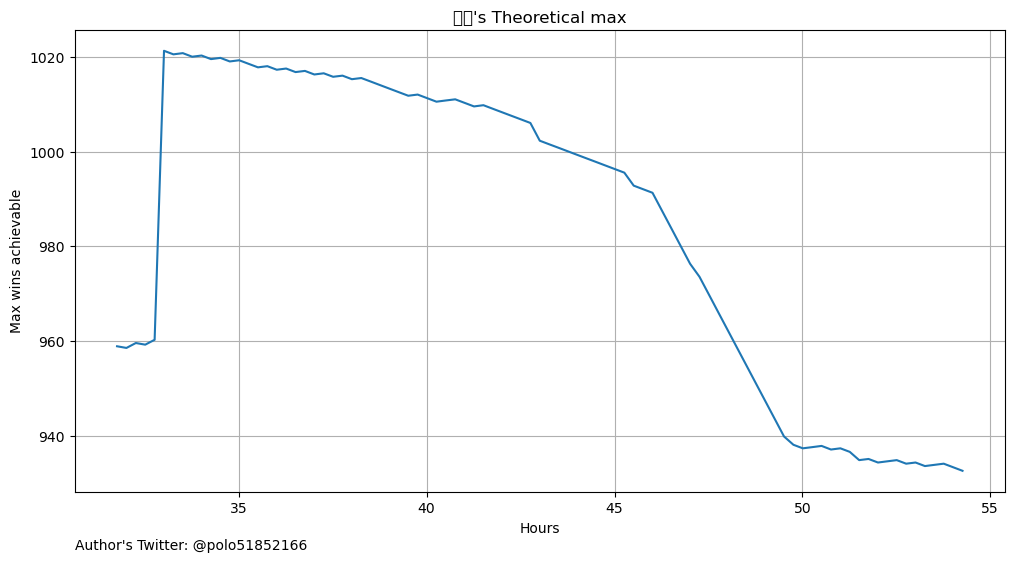 's Theoretical max
1020
1000
980
960
940
Max wins achievable
35
40
45
50
55
Hours
Author's Twitter: @polo51852166